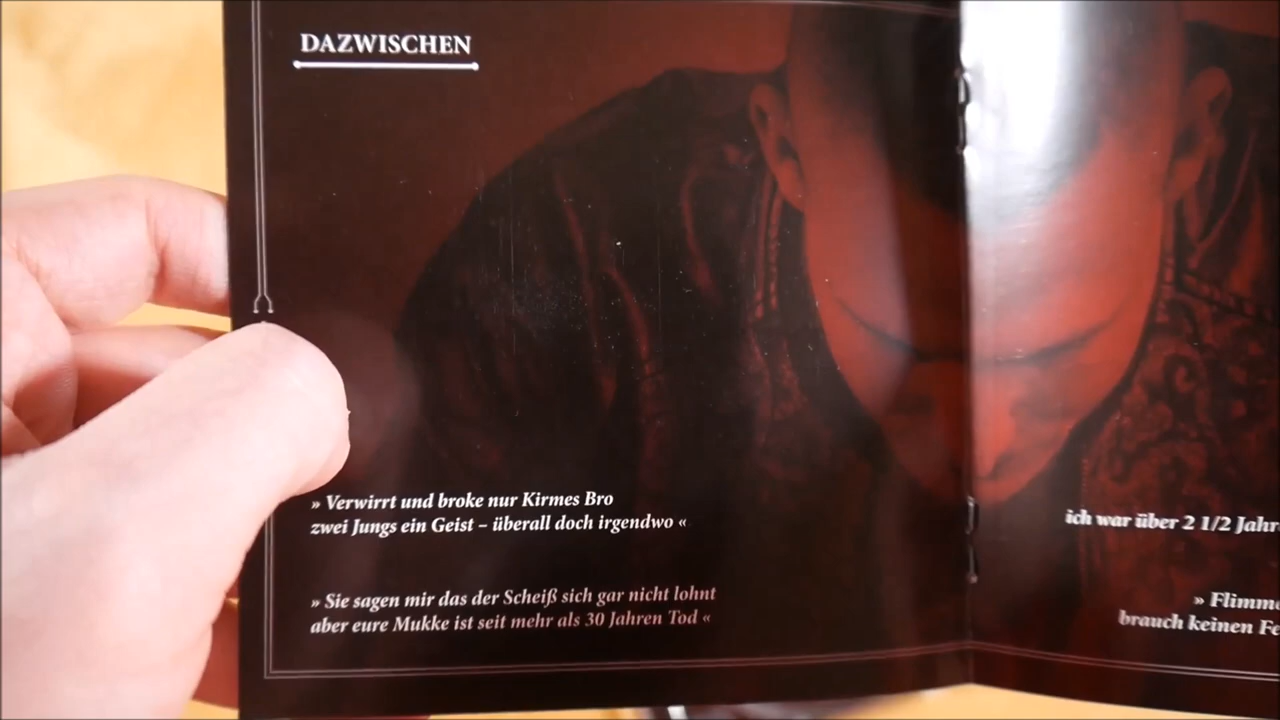 DAZWISCHEN
» Verwirrt und broke nur Kirmes Bro
zwei Jungs ein Geist – überall doch irgendwo «
» Sie sagen mir das der Scheiß sich gar nicht lohnt
aber eure Mukke ist seit mehr als 30 Jahren Tod «
ich war über 2 1/2 Jahr
» Flimm
brauch keinen Fe